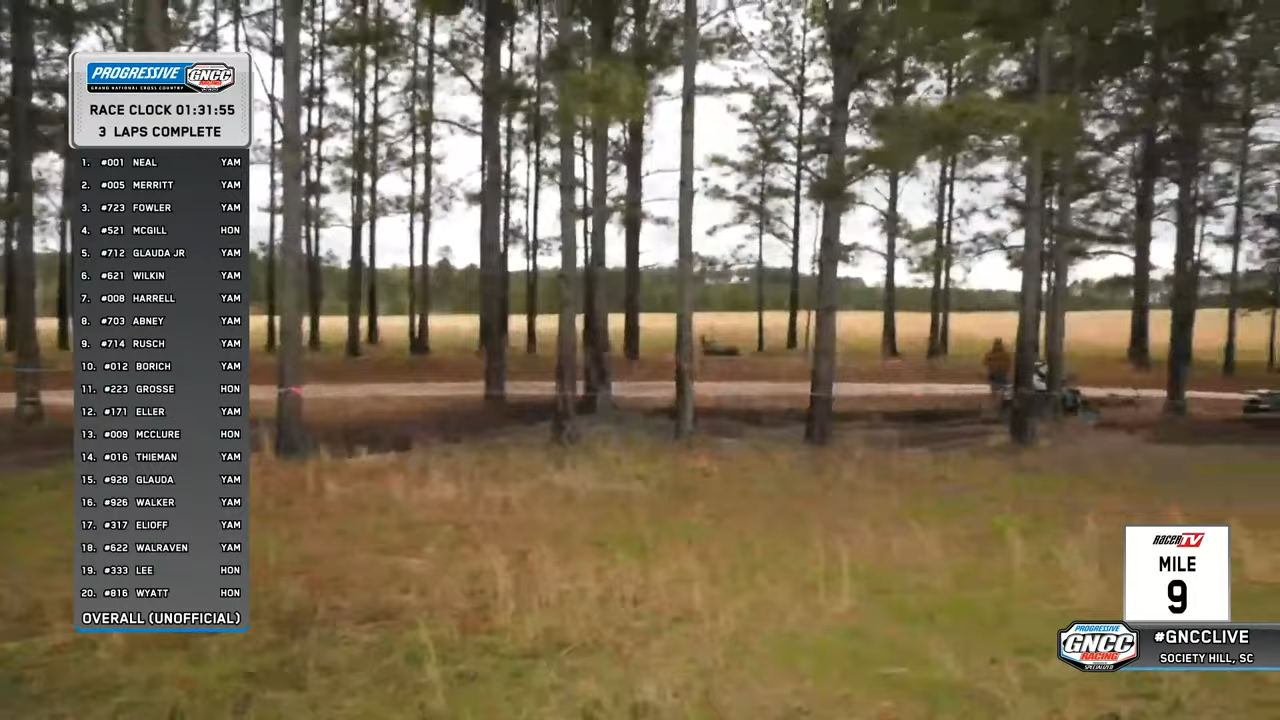 PROGRESSIVE GNCC RACING
GRAND NATIONAL CROSS COUNTRY
RACE CLOCK 01:31:55
3 LAPS COMPLETE
1. #001 NEAL YAM
2. #005 MERRITT YAM
3. #723 FOWLER YAM
4. #521 MCGILL HON
5. #712 GLAUDA JR YAM
6. #621 WILKIN YAM
7. #008 HARRELL YAM
8. #703 ABNEY YAM
9. #714 RUSCH YAM
10. #012 BORICH YAM
11. #223 GROSSE HON
12. #171 ELLER YAM
13. #009 MCCLURE HON
14. #016 THIEMAN YAM
15. #928 GLAUDA YAM
16. #926 WALKER YAM
17. #317 ELIOFF YAM
18. #622 WALRAVEN YAM
19. #333 LEE HON
20. #816 WYATT HON
OVERALL (UNOFFICIAL)
RACER TV
MILE
9
PROGRESSIVE
GNCC
RACING
SPECIALIZED
#GNCCLIVE
SOCIETY HILL, SC